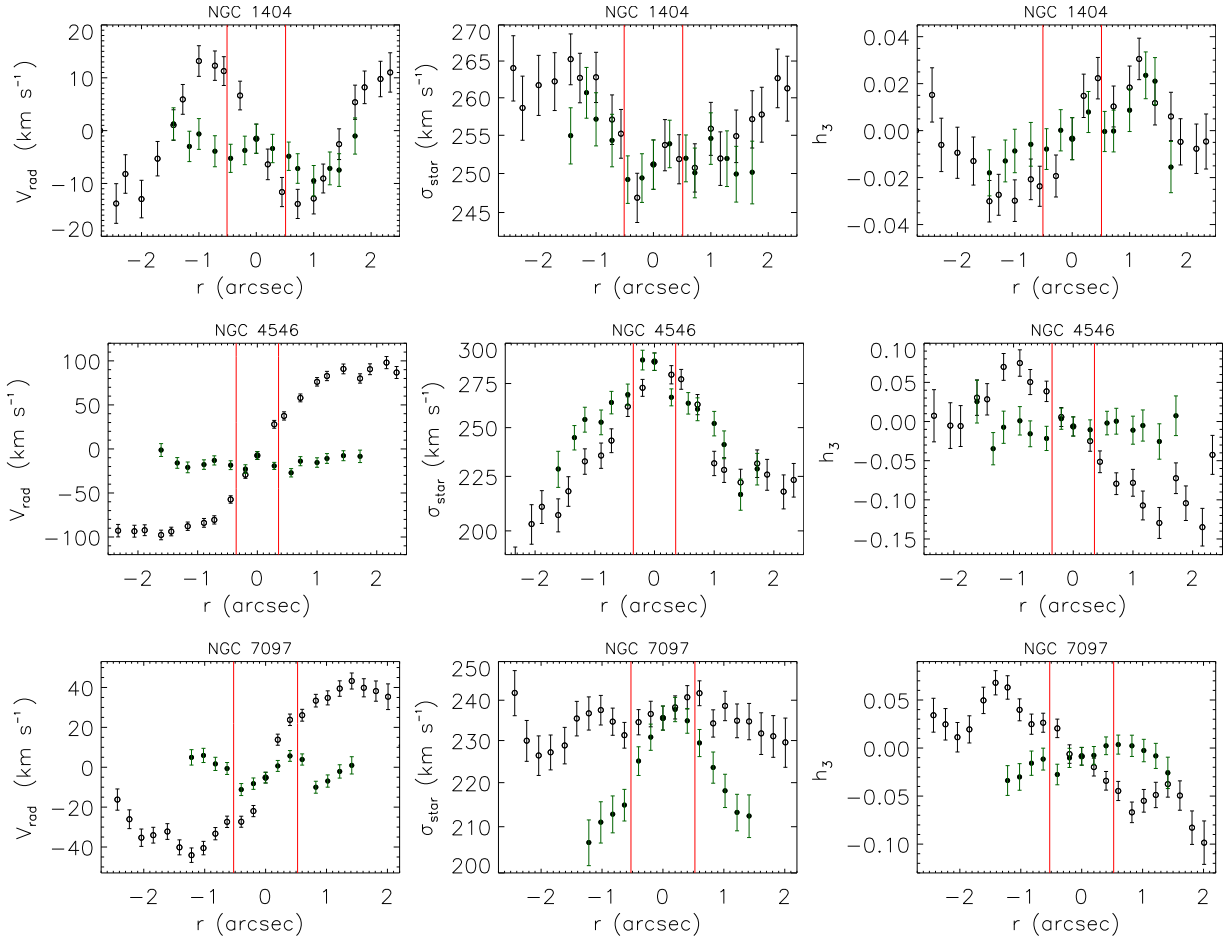 NGC 1404
NGC 1404
NGC 1404
20
10
0
−10
−20
V_rad (km s⁻¹)
−2 −1 0 1 2
r (arcsec)
270
265
260
255
250
245
σ_star (km s⁻¹)
−2 −1 0 1 2
r (arcsec)
0.04
0.02
0.00
−0.02
−0.04
h₃
−2 −1 0 1 2
r (arcsec)
NGC 4546
NGC 4546
NGC 4546
100
50
0
−50
−100
V_rad (km s⁻¹)
−2 −1 0 1 2
r (arcsec)
300
275
250
225
200
σ_star (km s⁻¹)
−2 −1 0 1 2
r (arcsec)
0.10
0.05
0.00
−0.05
−0.10
−0.15
h₃
−2 −1 0 1 2
r (arcsec)
NGC 7097
NGC 7097
NGC 7097
40
20
0
−20
−40
V_rad (km s⁻¹)
−2 −1 0 1 2
r (arcsec)
250
240
230
220
210
200
σ_star (km s⁻¹)
−2 −1 0 1 2
r (arcsec)
0.05
0.00
−0.05
−0.10
h₃
−2 −1 0 1 2
r (arcsec)